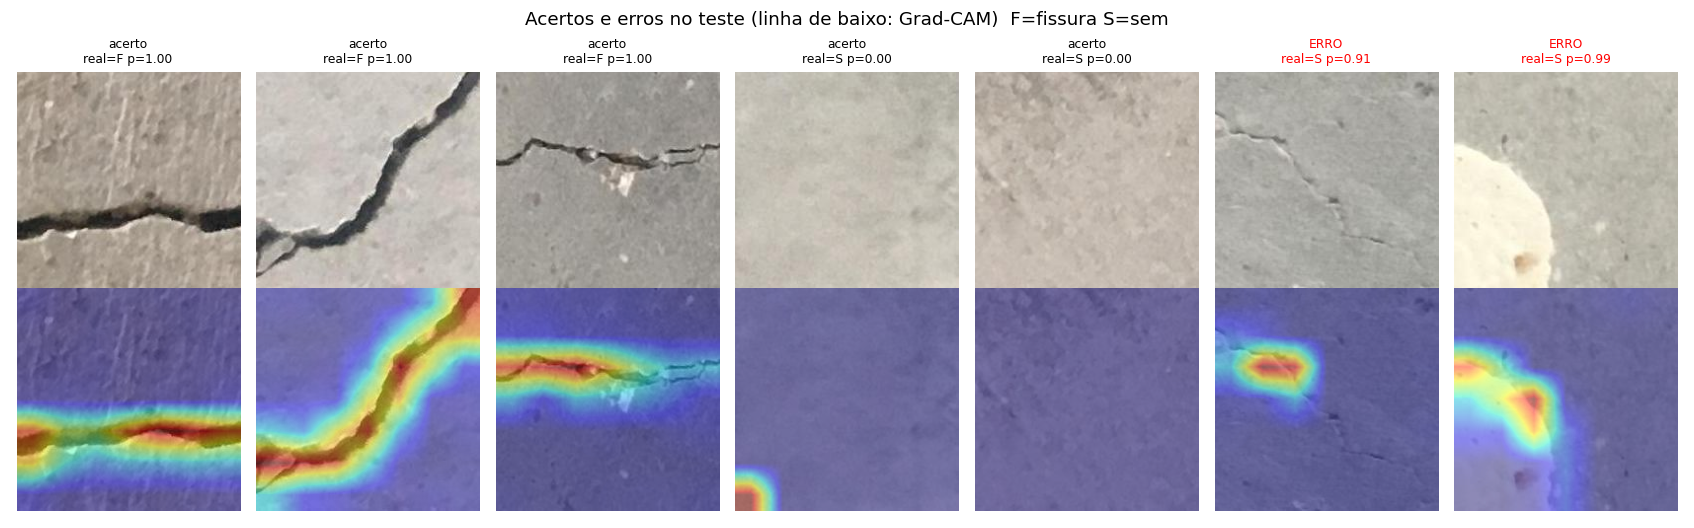 Acertos e erros no teste (linha de baixo: Grad-CAM)  F=fissura S=sem
acerto
real=F p=1.00
acerto
real=F p=1.00
acerto
real=F p=1.00
acerto
real=S p=0.00
acerto
real=S p=0.00
ERRO
real=S p=0.91
ERRO
real=S p=0.99